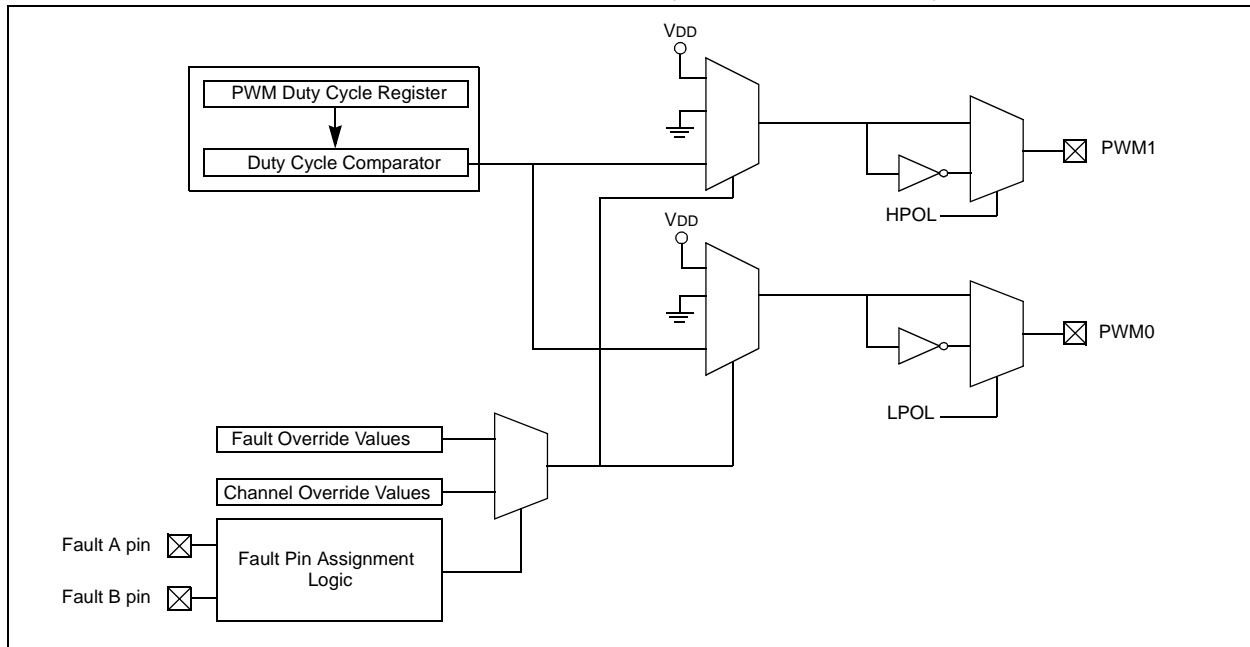 VDD
PWM Duty Cycle Register
Duty Cycle Comparator
PWM1
HPOL
VDD
PWM0
LPOL
Fault Override Values
Channel Override Values
Fault A pin
Fault Pin Assignment
Logic
Fault B pin